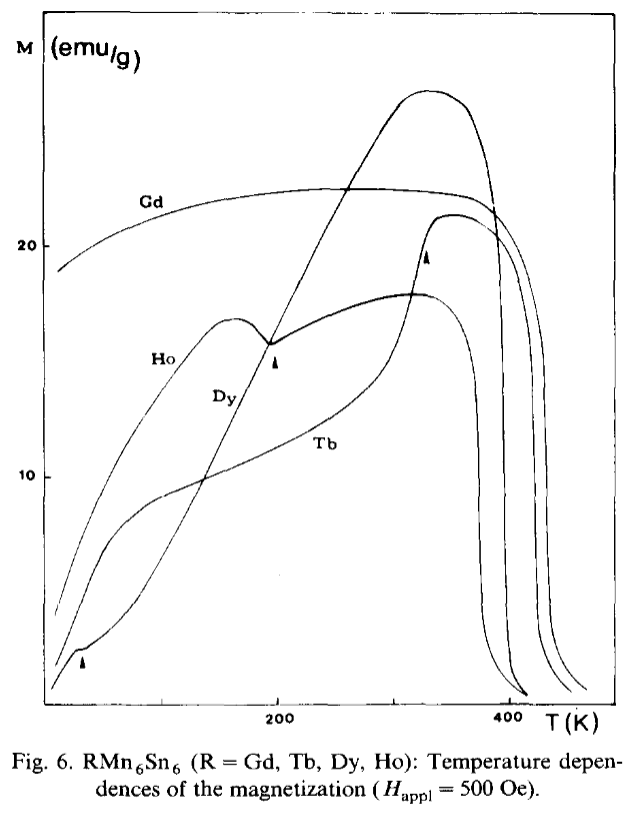 M (emu/g)
Gd
20
Ho
Dy
Tb
10
200
400 T(K)
Fig. 6. RMn₆Sn₆ (R = Gd, Tb, Dy, Ho): Temperature depen-
dences of the magnetization (H_appl = 500 Oe).